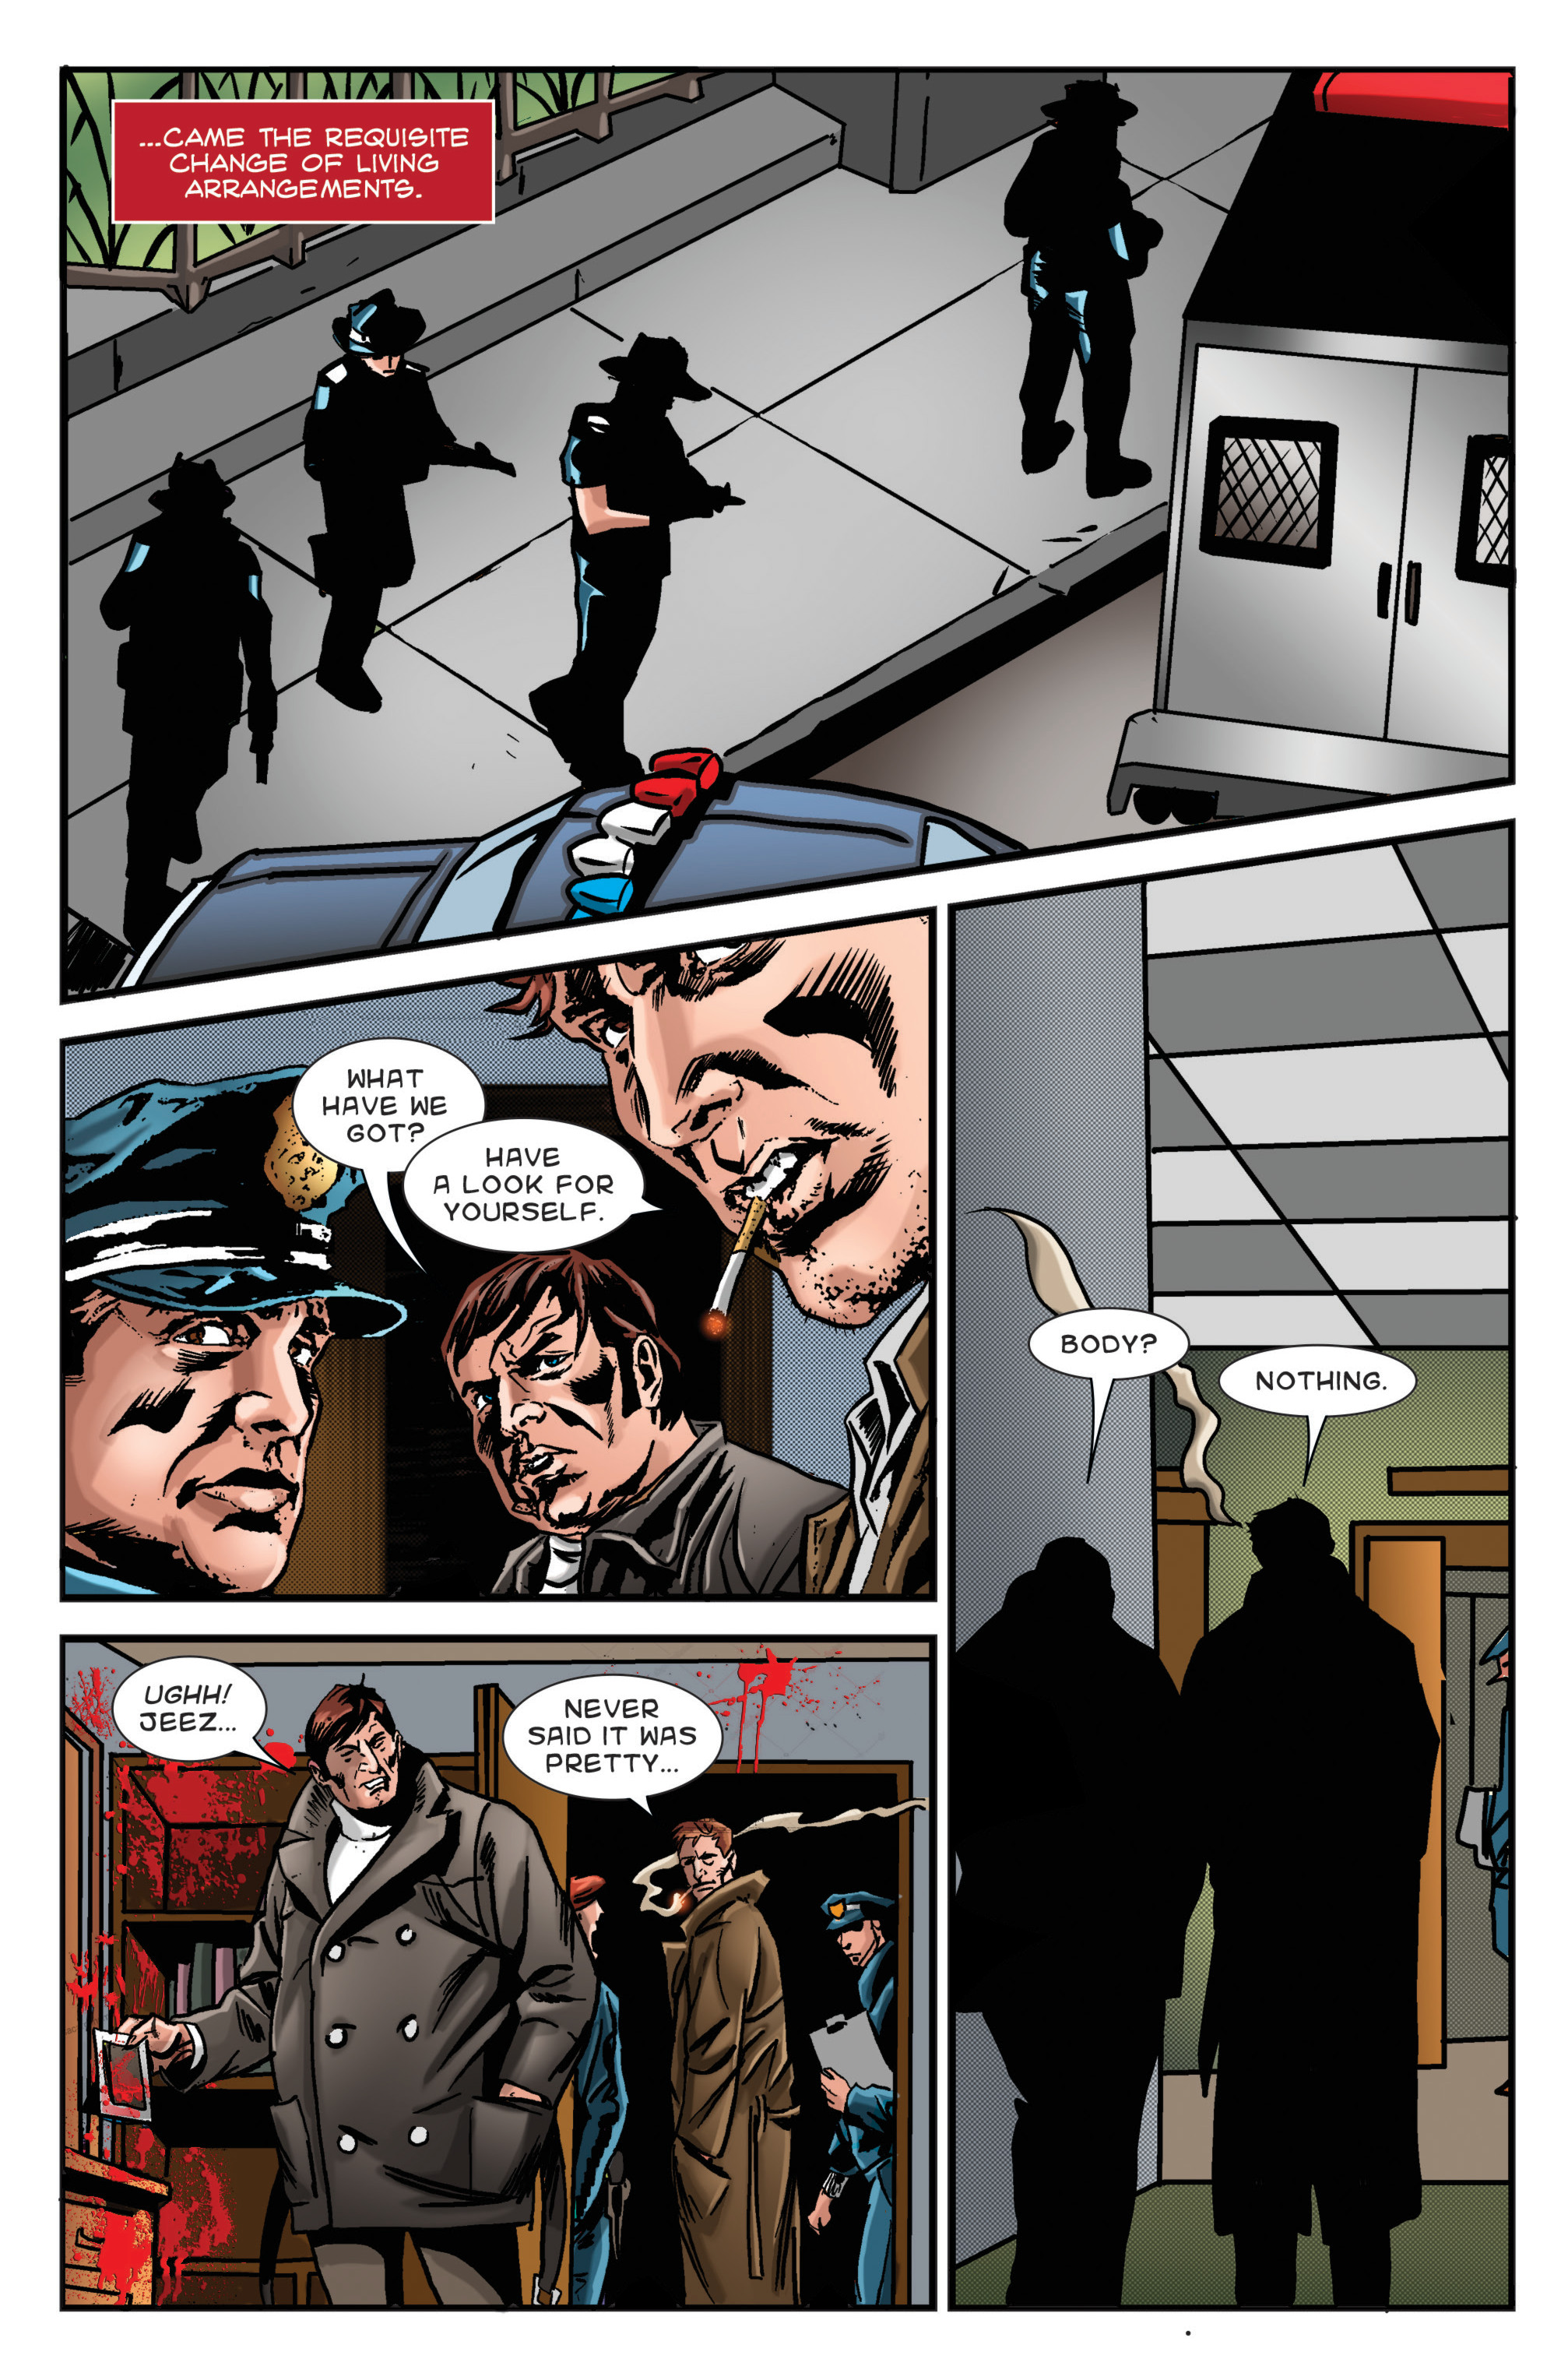 ...CAME THE REQUISITE
CHANGE OF LIVING
ARRANGEMENTS.
WHAT
HAVE WE
GOT?
HAVE
A LOOK FOR
YOURSELF.
BODY?
NOTHING.
UGHH!
JEEZ...
NEVER
SAID IT WAS
PRETTY...